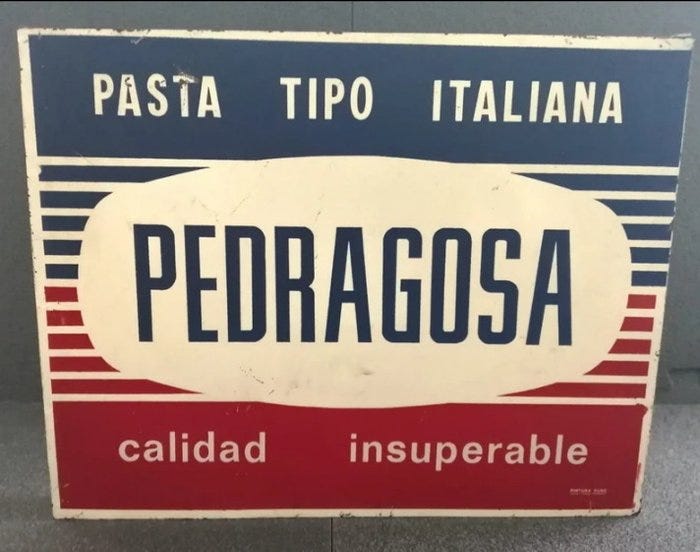 PASTA TIPO ITALIANA
PEDRAGOSA
calidad insuperable